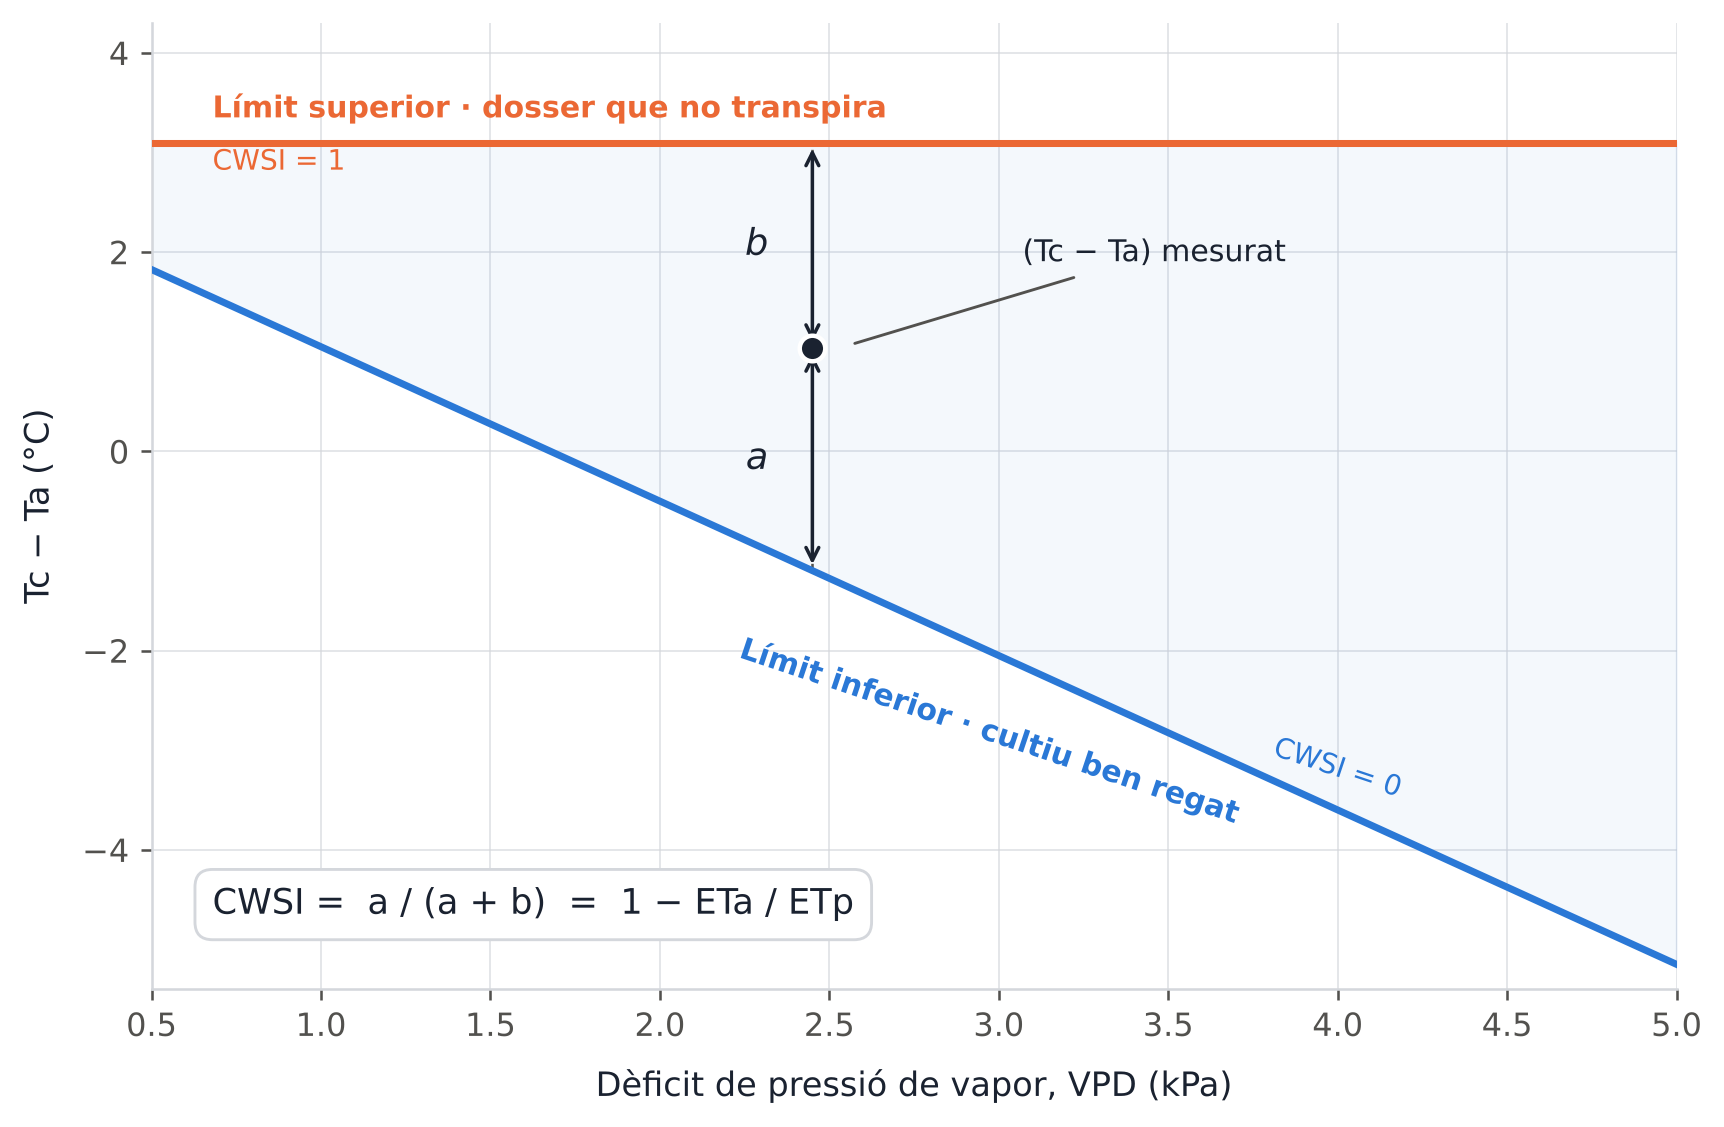 4
Límit superior · dosser que no transpira
CWSI = 1
b
2
(Tc − Ta) mesurat
0
a
Tc − Ta (°C)
−2
Límit inferior · cultiu ben regat
CWSI = 0
−4
CWSI = a / (a + b) = 1 − ETa / ETp
0.5 1.0 1.5 2.0 2.5 3.0 3.5 4.0 4.5 5.0
Dèficit de pressió de vapor, VPD (kPa)